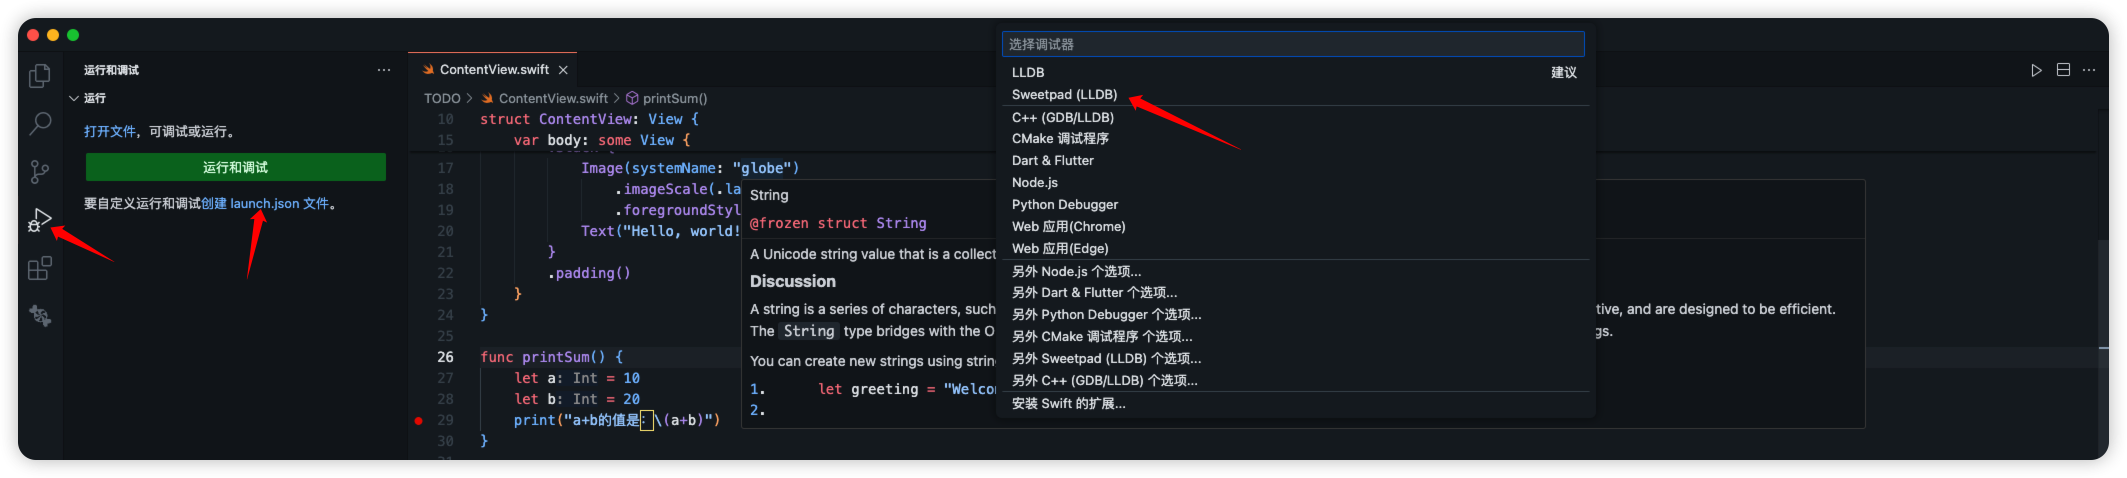 运行和调试
运行
打开文件，可调试或运行。
运行和调试
要自定义运行和调试创建 launch.json 文件。
ContentView.swift
TODO > ContentView.swift > printSum()
10 struct ContentView: View {
15 var body: some View {
17 Image(systemName: "globe")
18 .imageScale(.la
19 .foregroundStyl
20 Text("Hello, world!
21 }
22 .padding()
23 }
24 }
25
26 func printSum() {
27 let a: Int = 10
28 let b: Int = 20
29 print("a+b的值是：\(a+b)")
30 }
String
@frozen struct String
A Unicode string value that is a collect
Discussion
A string is a series of characters, such
tive, and are designed to be efficient.
The String type bridges with the O
gs.
You can create new strings using string
1. let greeting = "Welcom
2.
选择调试器
LLDB 建议
Sweetpad (LLDB)
C++ (GDB/LLDB)
CMake 调试程序
Dart & Flutter
Node.js
Python Debugger
Web 应用(Chrome)
Web 应用(Edge)
另外 Node.js 个选项...
另外 Dart & Flutter 个选项...
另外 Python Debugger 个选项...
另外 CMake 调试程序 个选项...
另外 Sweetpad (LLDB) 个选项...
另外 C++ (GDB/LLDB) 个选项...
安装 Swift 的扩展...